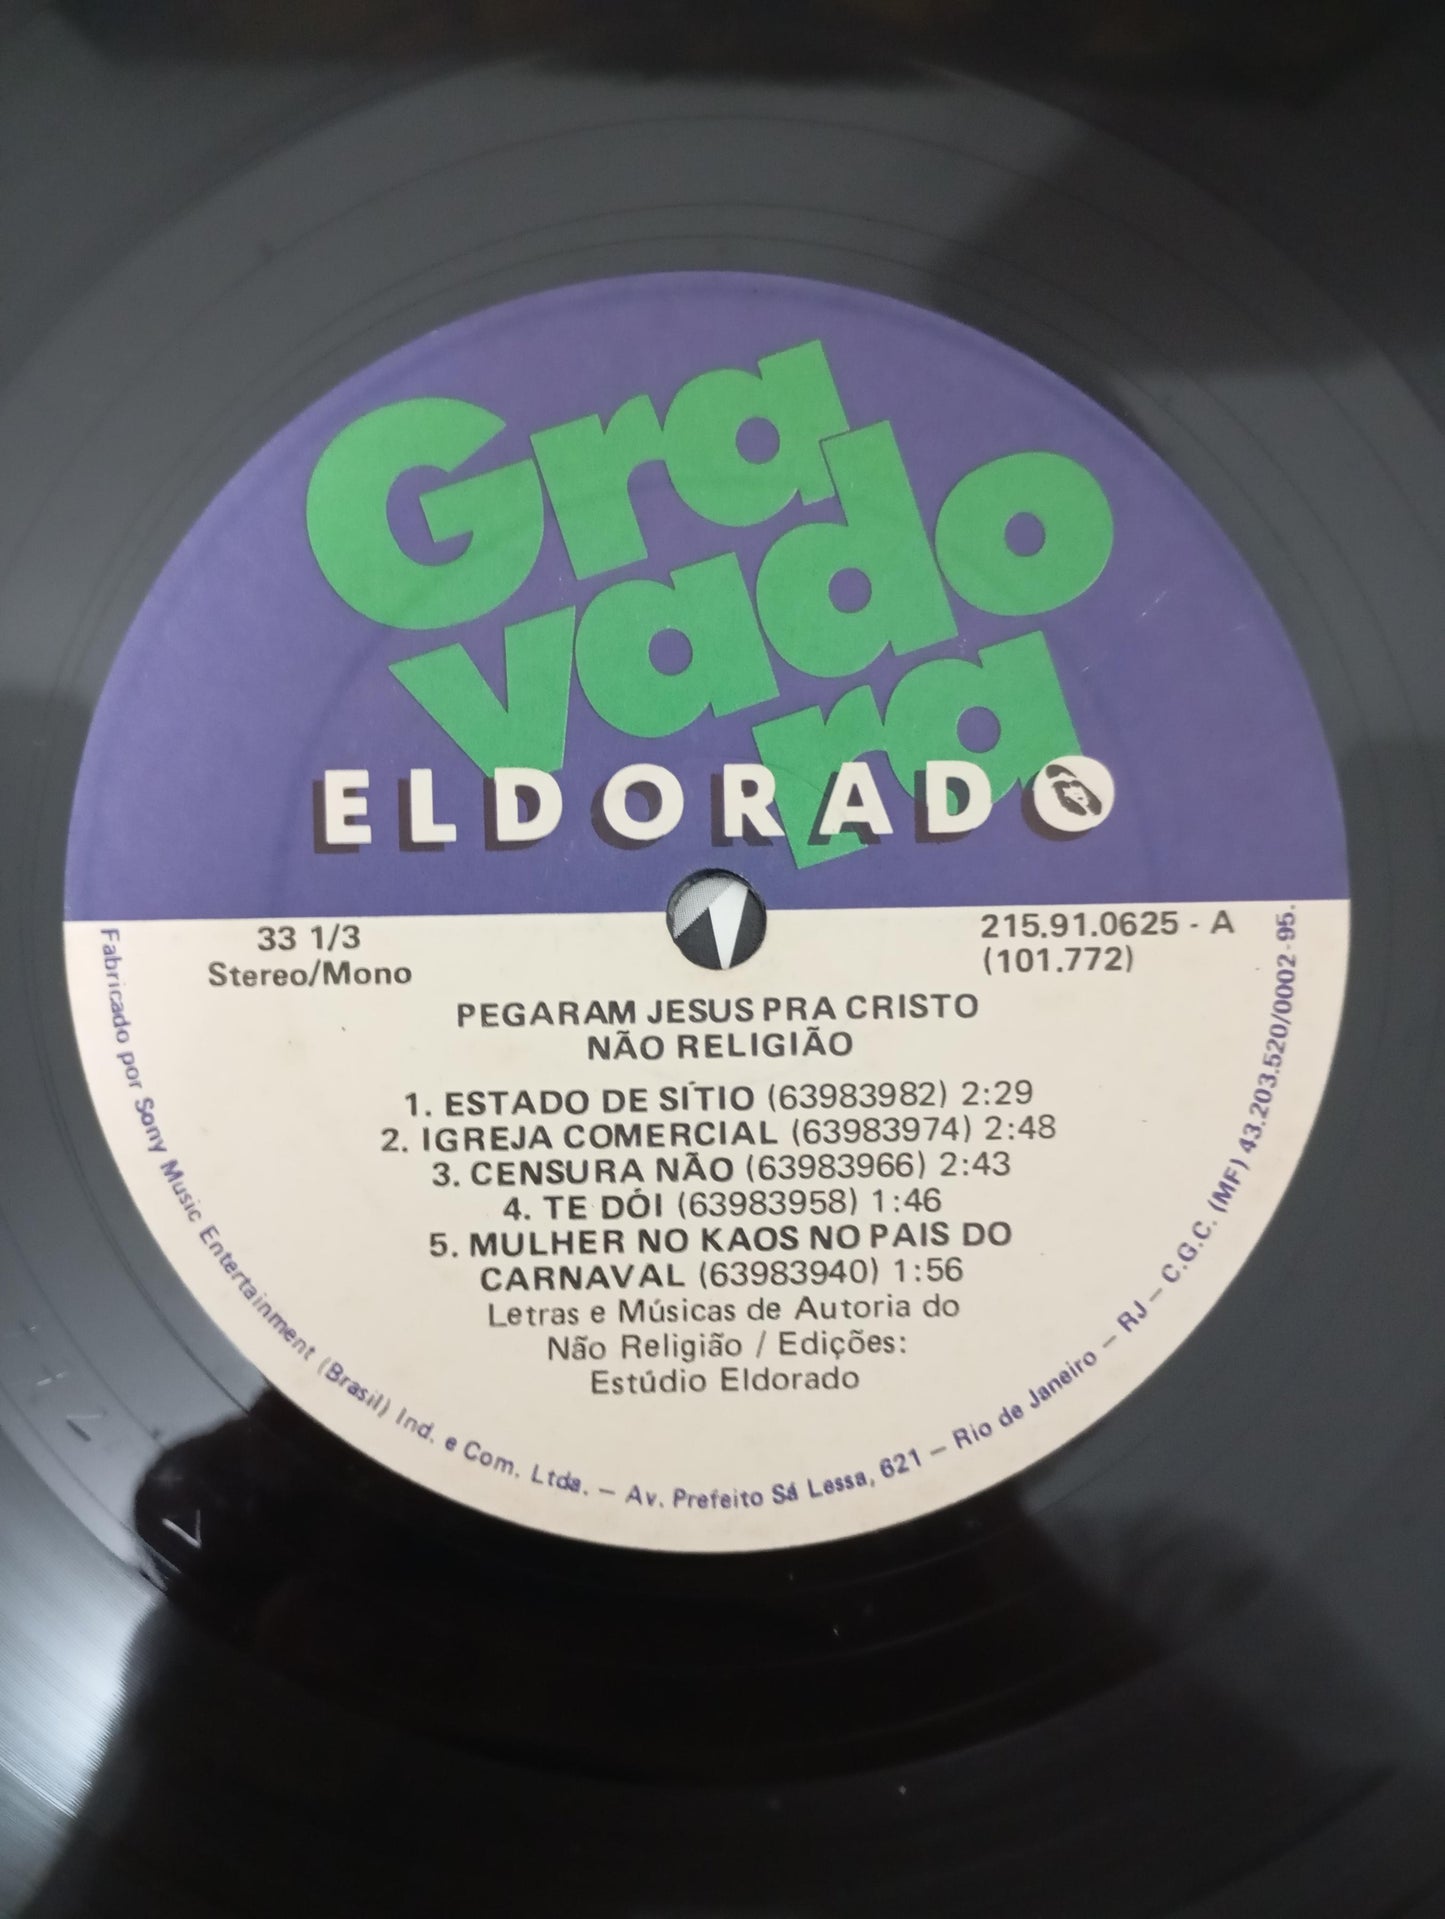 Gra
vado
ra
ELDORADO
33 1/3
Stereo/Mono
215.91.0625 - A
(101.772)
PEGARAM JESUS PRA CRISTO
NÃO RELIGIÃO
1. ESTADO DE SÍTIO (63983982) 2:29
2. IGREJA COMERCIAL (63983974) 2:48
3. CENSURA NÃO (63983966) 2:43
4. TE DÓI (63983958) 1:46
5. MULHER NO KAOS NO PAIS DO
CARNAVAL (63983940) 1:56
Letras e Músicas de Autoria do
Não Religião / Edições:
Estúdio Eldorado
Fabricado por Sony Music Entertainment (Brasil) Ind. e Com. Ltda. — Av. Prefeito Sá Lessa, 621 — Rio de Janeiro — RJ — C.G.C. (MF) 43.203.520/0002-95.